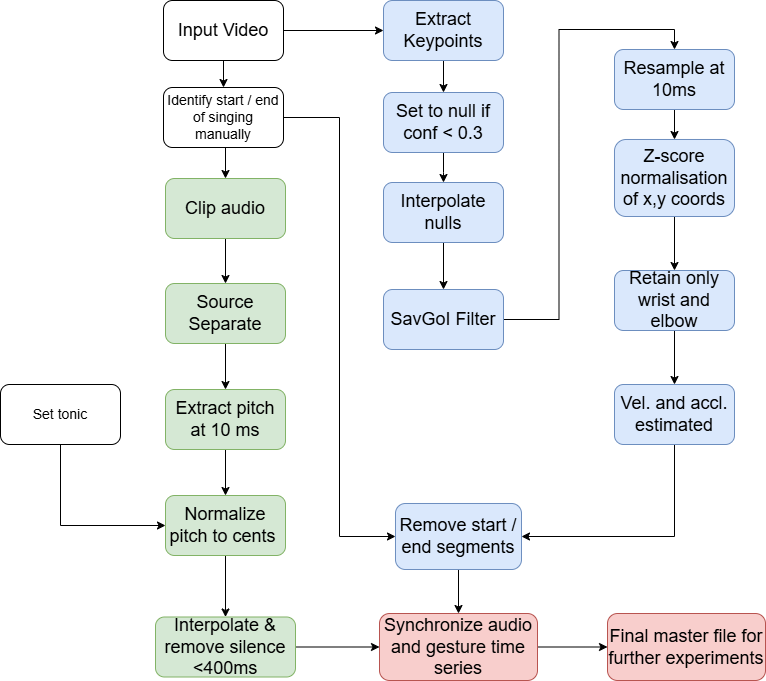 Input Video
Identify start / end
of singing
manually
Clip audio
Source
Separate
Extract pitch
at 10 ms
Set tonic
Normalize
pitch to cents
Interpolate &
remove silence
<400ms
Extract
Keypoints
Set to null if
conf < 0.3
Interpolate
nulls
SavGol Filter
Resample at
10ms
Z-score
normalisation
of x,y coords
Retain only
wrist and
elbow
Vel. and accl.
estimated
Remove start /
end segments
Synchronize audio
and gesture time
series
Final master file for
further experiments